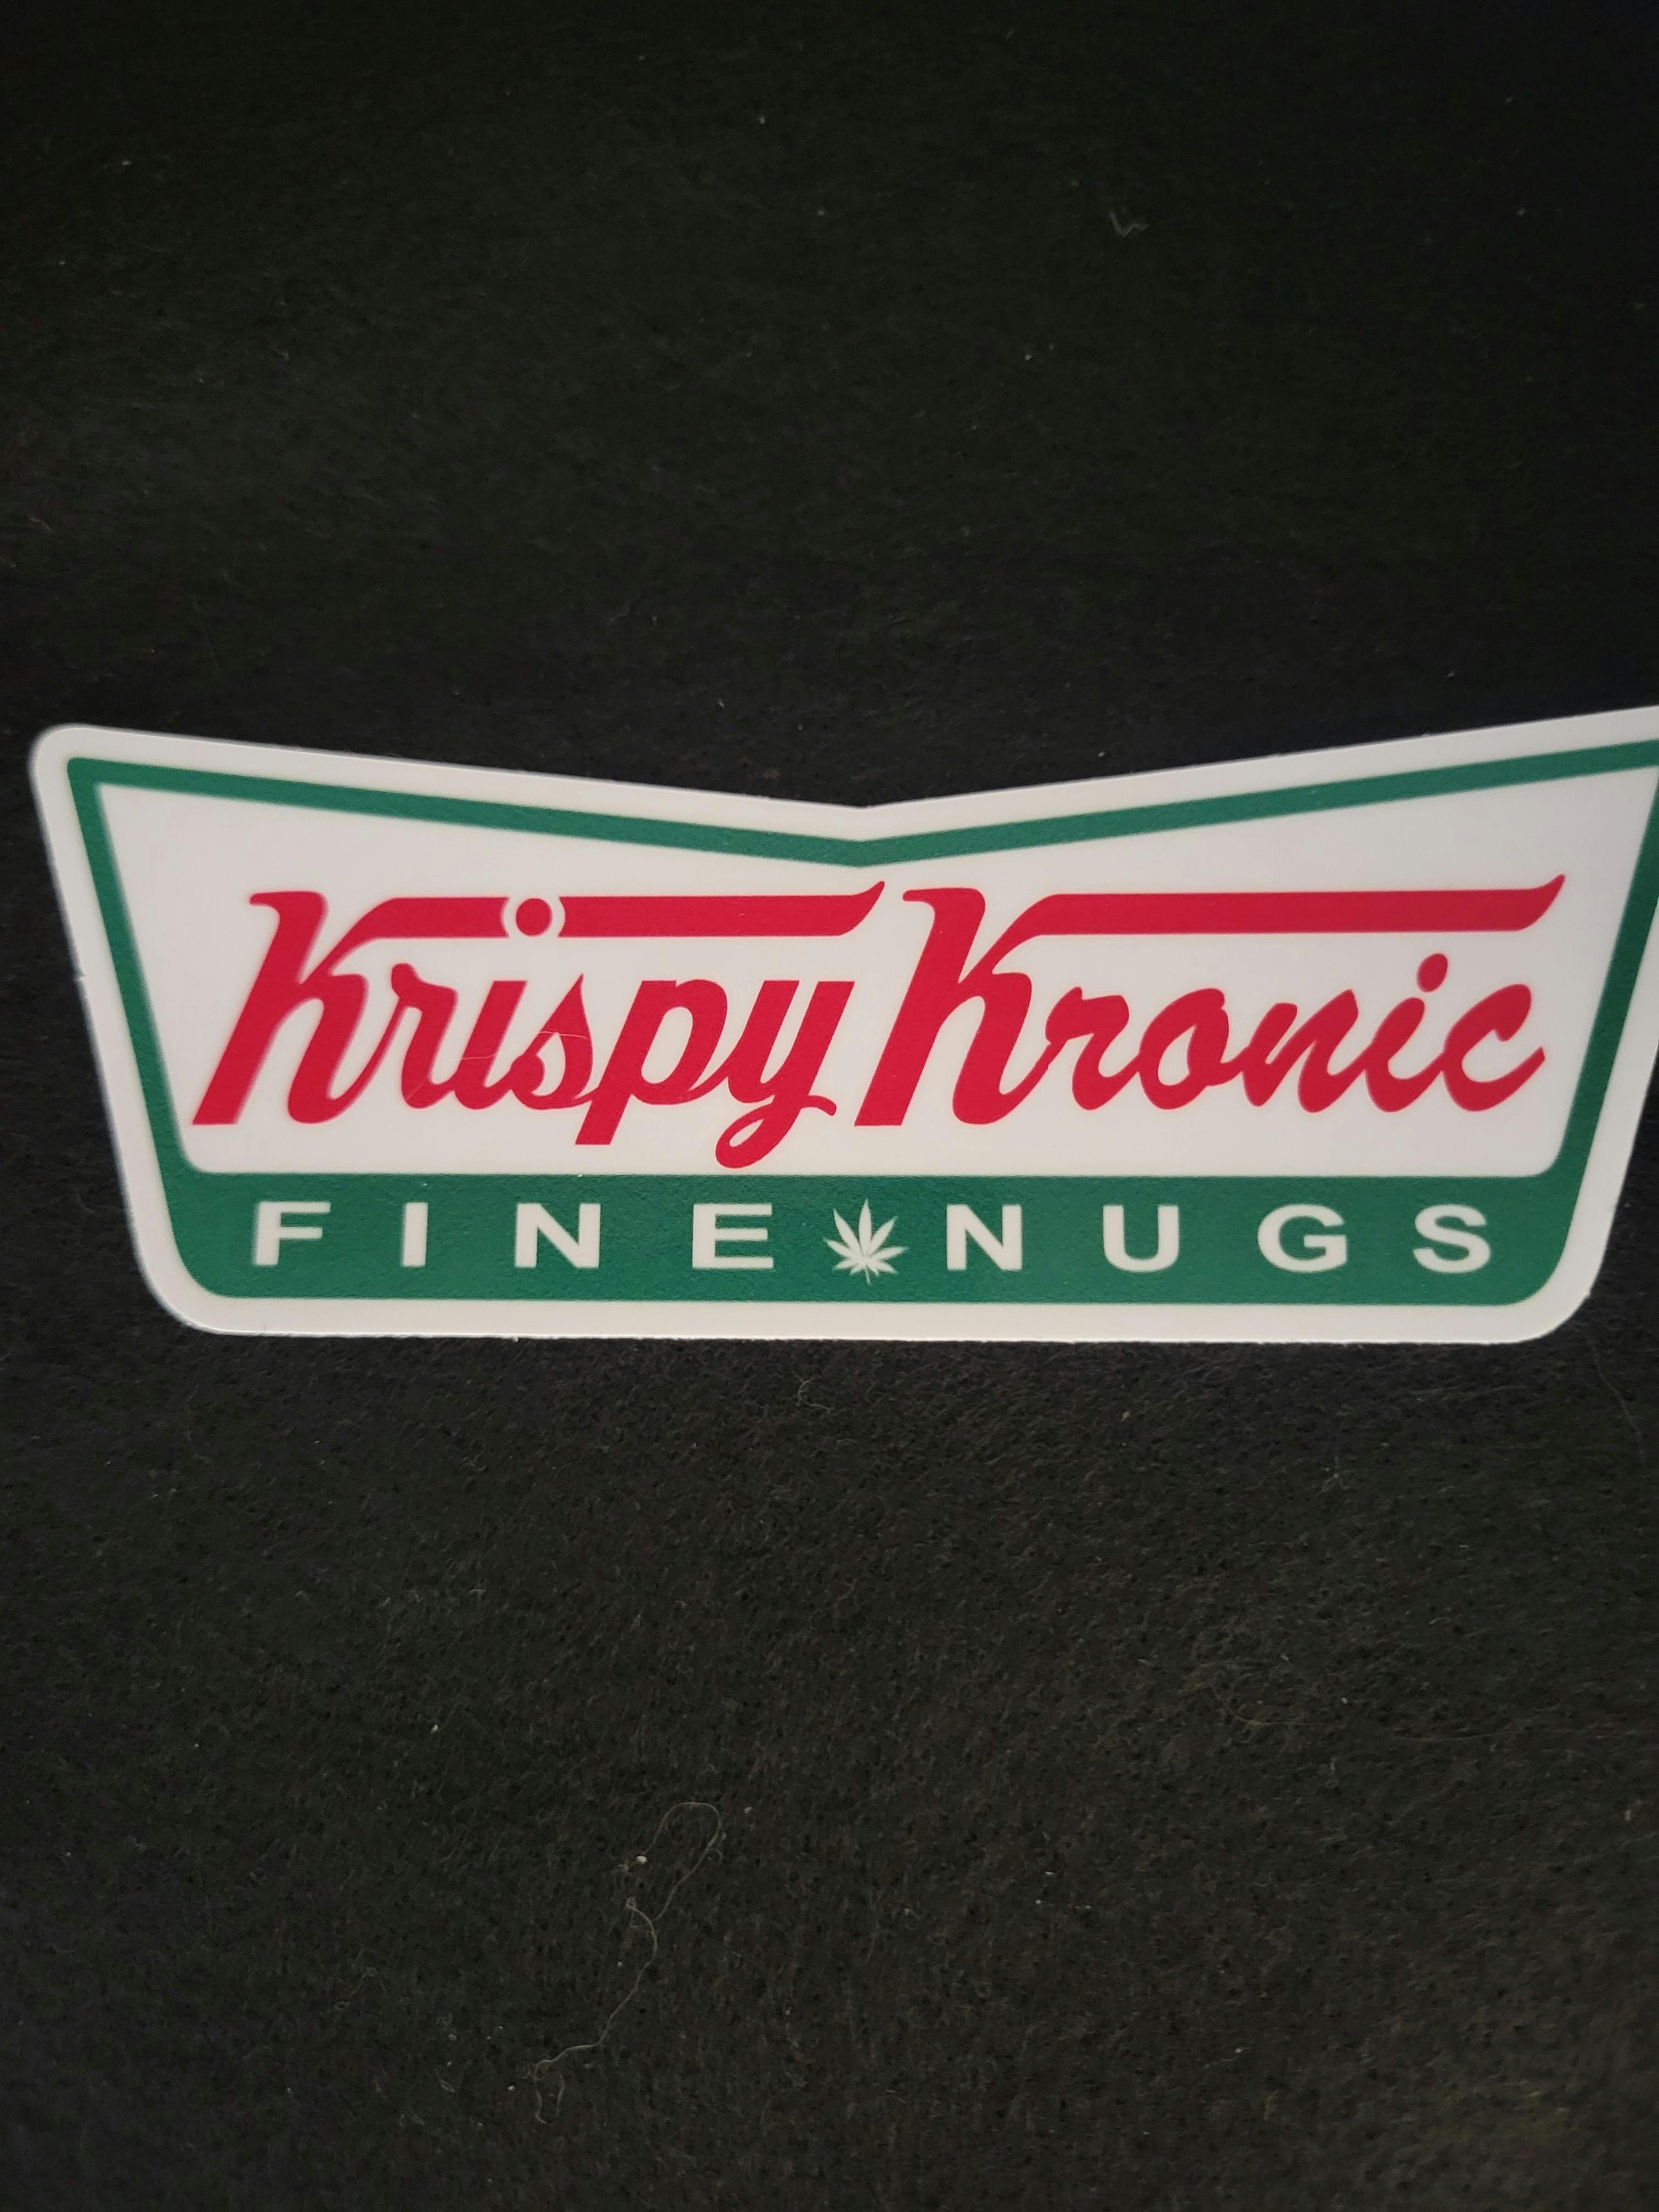 Krispy Kronic
FINE NUGS